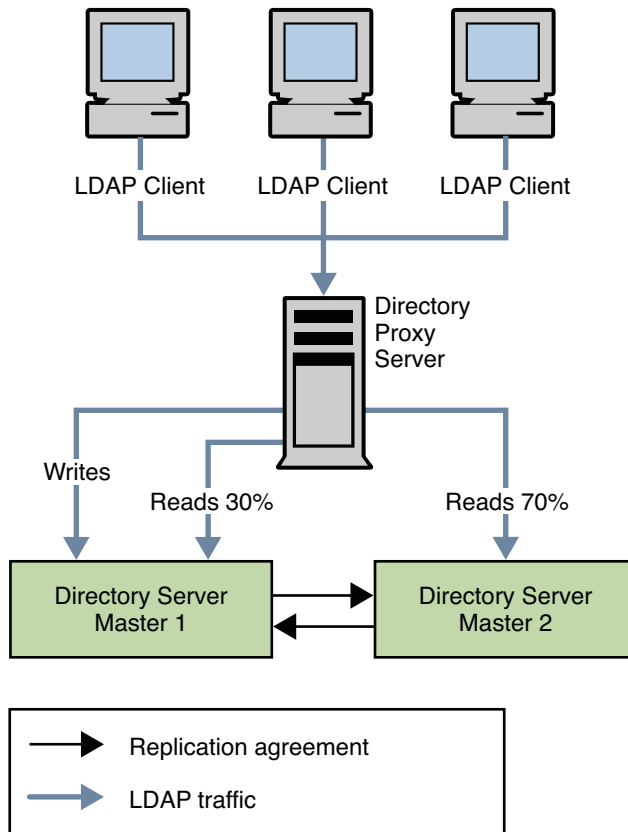 LDAP Client
LDAP Client
LDAP Client
Directory
Proxy
Server
Writes
Reads 30%
Reads 70%
Directory Server
Master 1
Directory Server
Master 2
Replication agreement
LDAP traffic